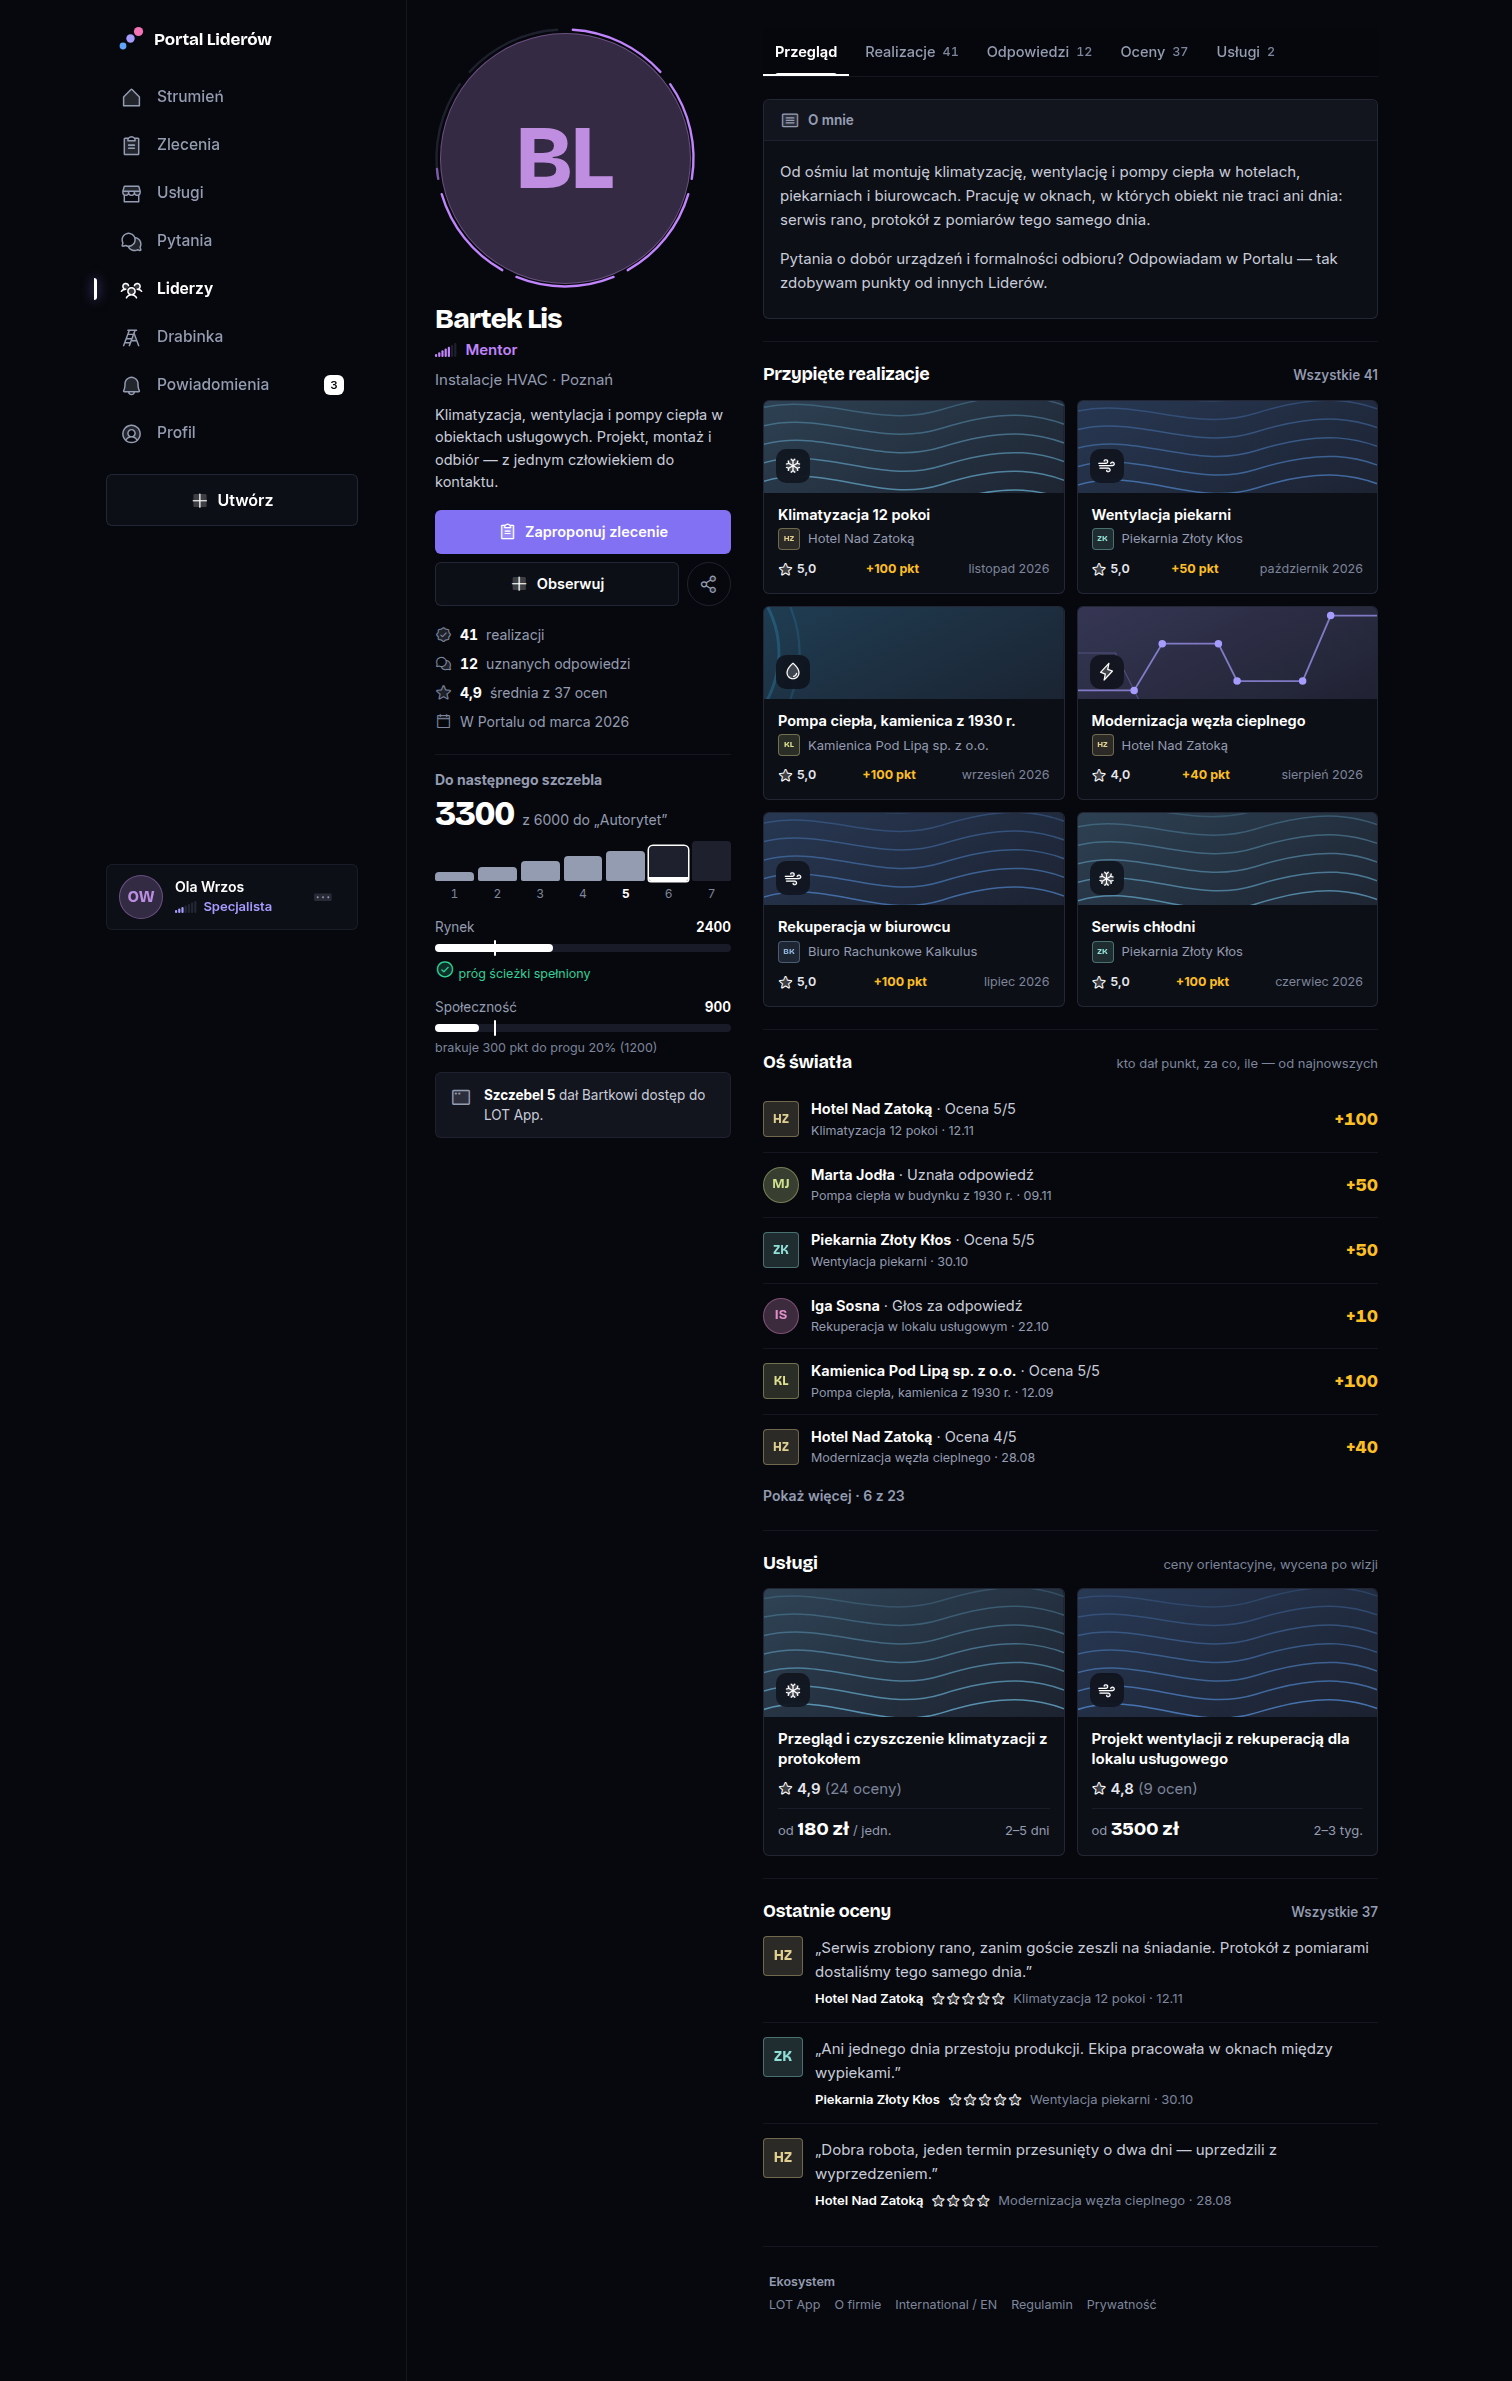 Portal Liderów
Strumień
Zlecenia
Usługi
Pytania
Liderzy
Drabinka
Powiadomienia 3
Profil
Utwórz
OW
Ola Wrzos
Specjalista
BL
Bartek Lis
Mentor
Instalacje HVAC · Poznań
Klimatyzacja, wentylacja i pompy ciepła w
obiektach usługowych. Projekt, montaż i
odbiór — z jednym człowiekiem do
kontaktu.
Zaproponuj zlecenie
Obserwuj
41 realizacji
12 uznanych odpowiedzi
4,9 średnia z 37 ocen
W Portalu od marca 2026
Do następnego szczebla
3300 z 6000 do „Autorytet”
1 2 3 4 5 6 7
Rynek 2400
próg ścieżki spełniony
Społeczność 900
brakuje 300 pkt do progu 20% (1200)
Szczebel 5 dał Bartkowi dostęp do
LOT App.
Przegląd Realizacje 41 Odpowiedzi 12 Oceny 37 Usługi 2
O mnie
Od ośmiu lat montuję klimatyzację, wentylację i pompy ciepła w hotelach,
piekarniach i biurowcach. Pracuję w oknach, w których obiekt nie traci ani dnia:
serwis rano, protokół z pomiarów tego samego dnia.
Pytania o dobór urządzeń i formalności odbioru? Odpowiadam w Portalu — tak
zdobywam punkty od innych Liderów.
Przypięte realizacje Wszystkie 41
Klimatyzacja 12 pokoi
HZ Hotel Nad Zatoką
5,0 +100 pkt listopad 2026
Wentylacja piekarni
ZK Piekarnia Złoty Kłos
5,0 +50 pkt październik 2026
Pompa ciepła, kamienica z 1930 r.
KL Kamienica Pod Lipą sp. z o.o.
5,0 +100 pkt wrzesień 2026
Modernizacja węzła cieplnego
HZ Hotel Nad Zatoką
4,0 +40 pkt sierpień 2026
Rekuperacja w biurowcu
BK Biuro Rachunkowe Kalkulus
5,0 +100 pkt lipiec 2026
Serwis chłodni
ZK Piekarnia Złoty Kłos
5,0 +100 pkt czerwiec 2026
Oś światła kto dał punkt, za co, ile — od najnowszych
HZ Hotel Nad Zatoką · Ocena 5/5 +100
Klimatyzacja 12 pokoi · 12.11
MJ Marta Jodła · Uznała odpowiedź +50
Pompa ciepła w budynku z 1930 r. · 09.11
ZK Piekarnia Złoty Kłos · Ocena 5/5 +50
Wentylacja piekarni · 30.10
IS Iga Sosna · Głos za odpowiedź +10
Rekuperacja w lokalu usługowym · 22.10
KL Kamienica Pod Lipą sp. z o.o. · Ocena 5/5 +100
Pompa ciepła, kamienica z 1930 r. · 12.09
HZ Hotel Nad Zatoką · Ocena 4/5 +40
Modernizacja węzła cieplnego · 28.08
Pokaż więcej · 6 z 23
Usługi ceny orientacyjne, wycena po wizji
Przegląd i czyszczenie klimatyzacji z
protokołem
4,9 (24 oceny)
od 180 zł / jedn. 2–5 dni
Projekt wentylacji z rekuperacją dla
lokalu usługowego
4,8 (9 ocen)
od 3500 zł 2–3 tyg.
Ostatnie oceny Wszystkie 37
HZ
„Serwis zrobiony rano, zanim goście zeszli na śniadanie. Protokół z pomiarami
dostaliśmy tego samego dnia.”
Hotel Nad Zatoką Klimatyzacja 12 pokoi · 12.11
ZK
„Ani jednego dnia przestoju produkcji. Ekipa pracowała w oknach między
wypiekami.”
Piekarnia Złoty Kłos Wentylacja piekarni · 30.10
HZ
„Dobra robota, jeden termin przesunięty o dwa dni — uprzedzili z
wyprzedzeniem.”
Hotel Nad Zatoką Modernizacja węzła cieplnego · 28.08
Ekosystem
LOT App O firmie International / EN Regulamin Prywatność